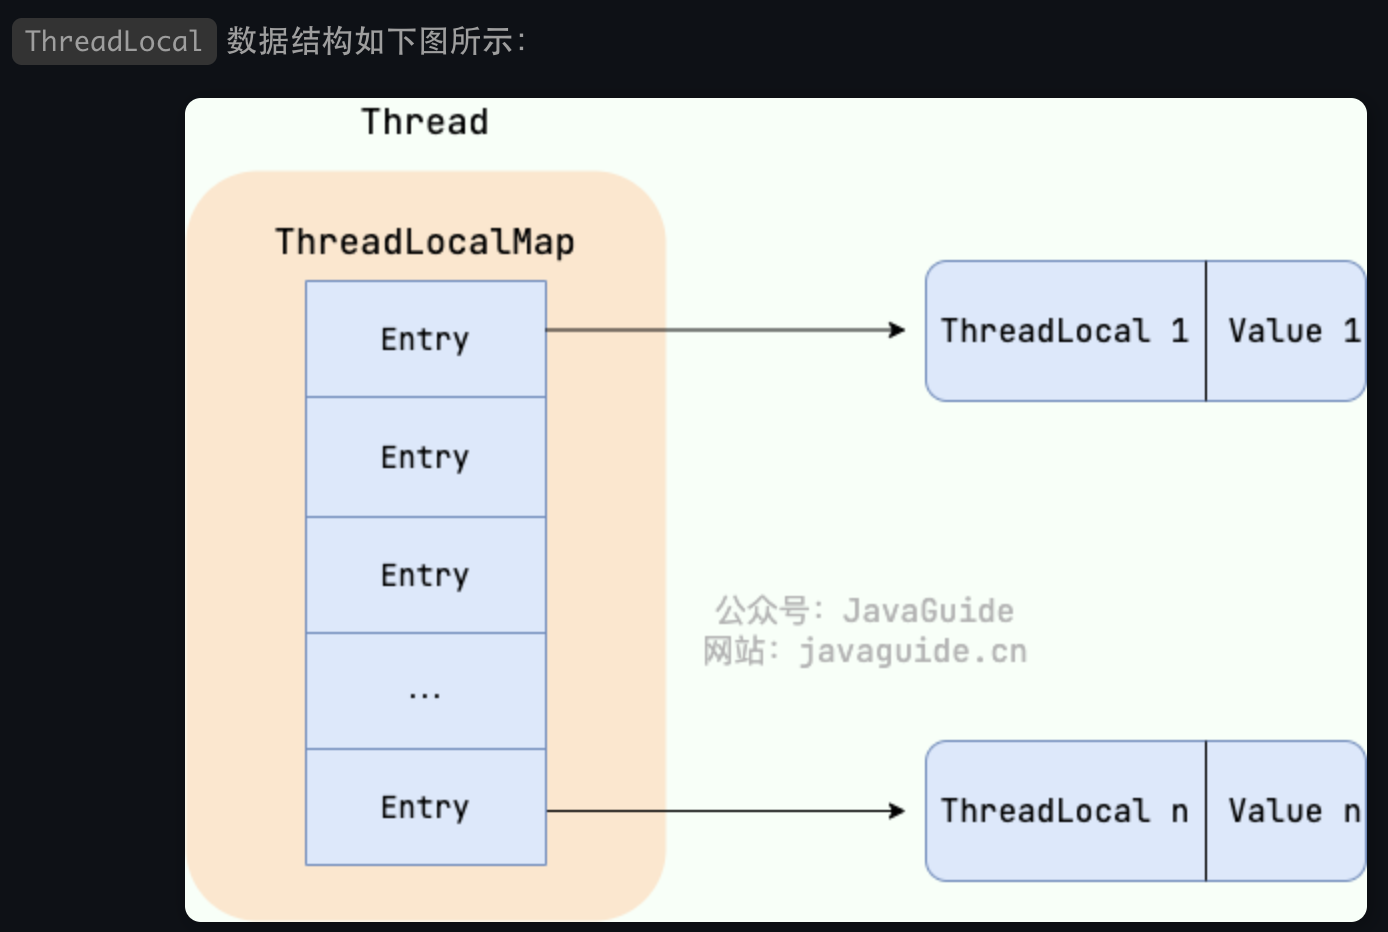 ThreadLocal 数据结构如下图所示：
Thread
ThreadLocalMap
Entry
ThreadLocal 1 Value 1
Entry
Entry
公众号：JavaGuide
网站：javaguide.cn
...
Entry
ThreadLocal n Value n